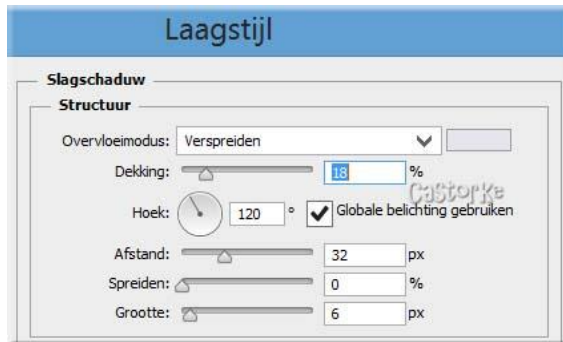 Laagstijl
Slagschaduw
Structuur
Overvloeimodus: Verspreiden
Dekking: 18 %
Castorke
Hoek: 120 ° Globale belichting gebruiken
Afstand: 32 px
Spreiden: 0 %
Grootte: 6 px